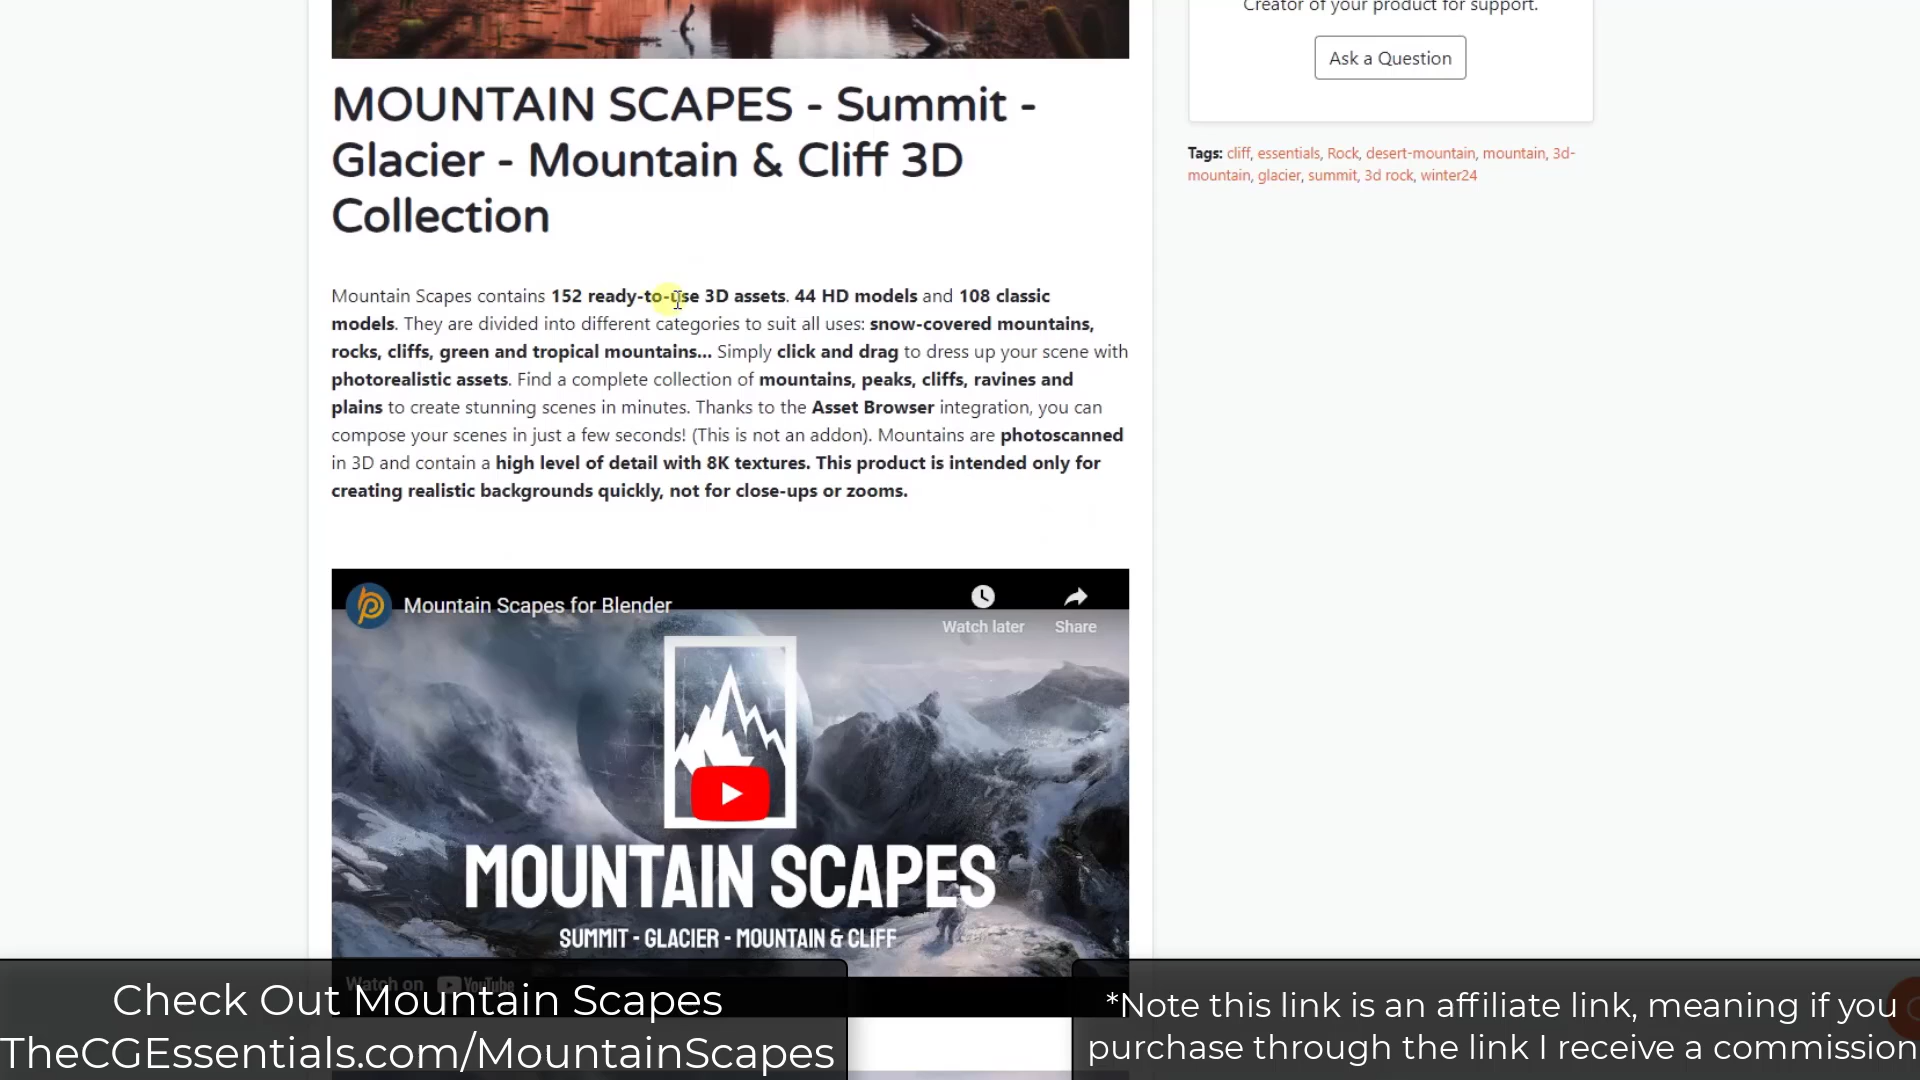 Creator of your product for support.
Ask a Question
MOUNTAIN SCAPES - Summit -
Glacier - Mountain & Cliff 3D
Collection
Tags: cliff, essentials, Rock, desert-mountain, mountain, 3d-
mountain, glacier, summit, 3d rock, winter24
Mountain Scapes contains 152 ready-to-use 3D assets. 44 HD models and 108 classic
models. They are divided into different categories to suit all uses: snow-covered mountains,
rocks, cliffs, green and tropical mountains... Simply click and drag to dress up your scene with
photorealistic assets. Find a complete collection of mountains, peaks, cliffs, ravines and
plains to create stunning scenes in minutes. Thanks to the Asset Browser integration, you can
compose your scenes in just a few seconds! (This is not an addon). Mountains are photoscanned
in 3D and contain a high level of detail with 8K textures. This product is intended only for
creating realistic backgrounds quickly, not for close-ups or zooms.
Mountain Scapes for Blender
Watch later
Share
MOUNTAIN SCAPES
SUMMIT - GLACIER - MOUNTAIN & CLIFF
Watch on YouTube
Check Out Mountain Scapes
TheCGEssentials.com/MountainScapes
*Note this link is an affiliate link, meaning if you
purchase through the link I receive a commission